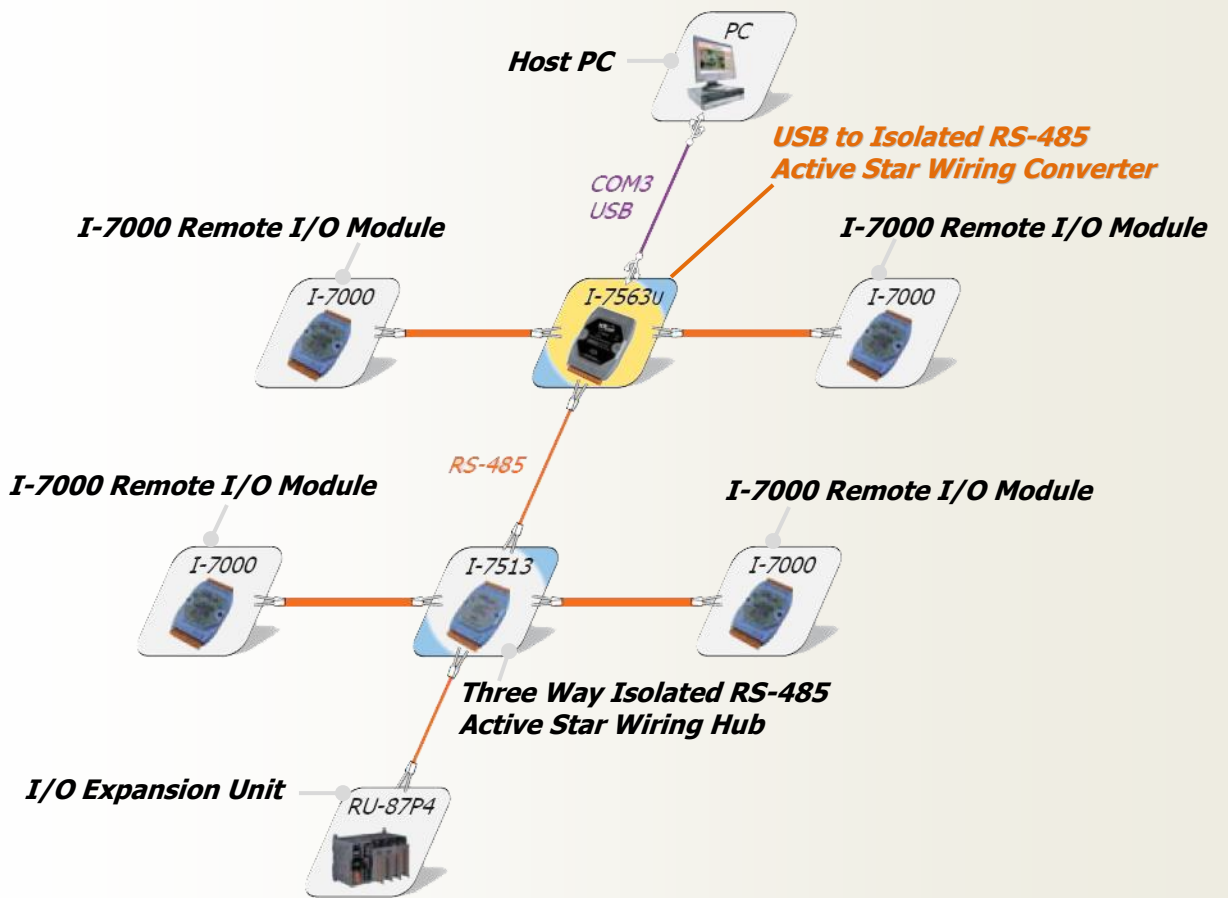 PC
Host PC
USB to Isolated RS-485
Active Star Wiring Converter
COM3
USB
I-7000 Remote I/O Module
I-7000 Remote I/O Module
I-7000
I-7563U
I-7000
RS-485
I-7000 Remote I/O Module
I-7000 Remote I/O Module
I-7000
I-7513
I-7000
Three Way Isolated RS-485
Active Star Wiring Hub
I/O Expansion Unit
RU-87P4